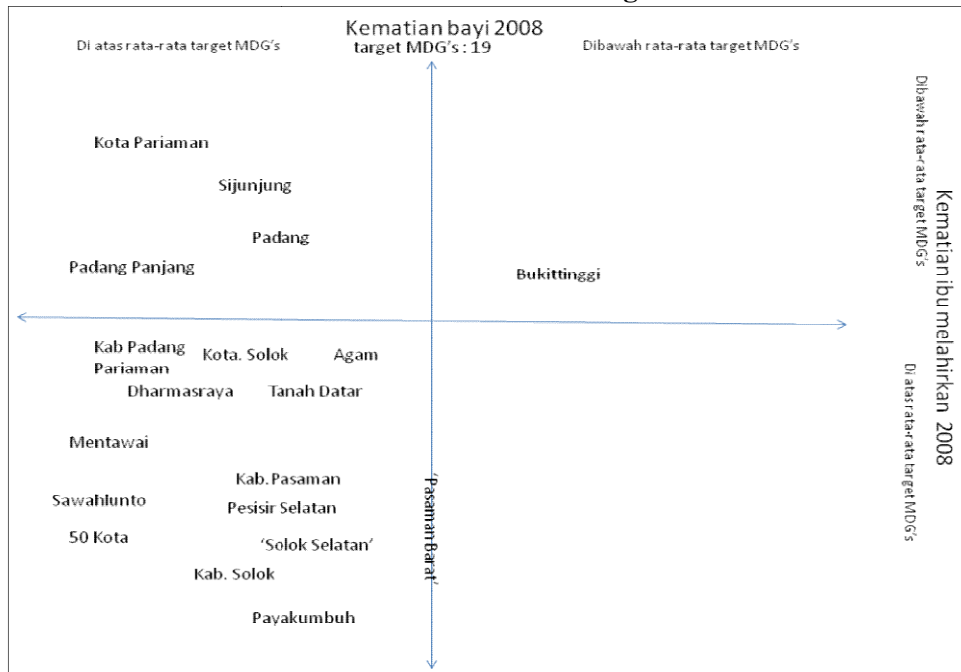 Kematian bayi 2008
Di atas rata-rata target MDG's
target MDG's : 19
Dibawah rata-rata target MDG's
Dibawah rata-rata target MDG's
Kematian ibu melahirkan 2008
Di atas rata-rata target MDG's
Kota Pariaman
Sijunjung
Padang
Padang Panjang
Bukittinggi
Kab Padang
Pariaman
Kota. Solok
Agam
Dharmasraya
Tanah Datar
Mentawai
Kab. Pasaman
Sawahlunto
Pesisir Selatan
50 Kota
'Solok Selatan'
Kab. Solok
Payakumbuh
'Pasaman Barat'